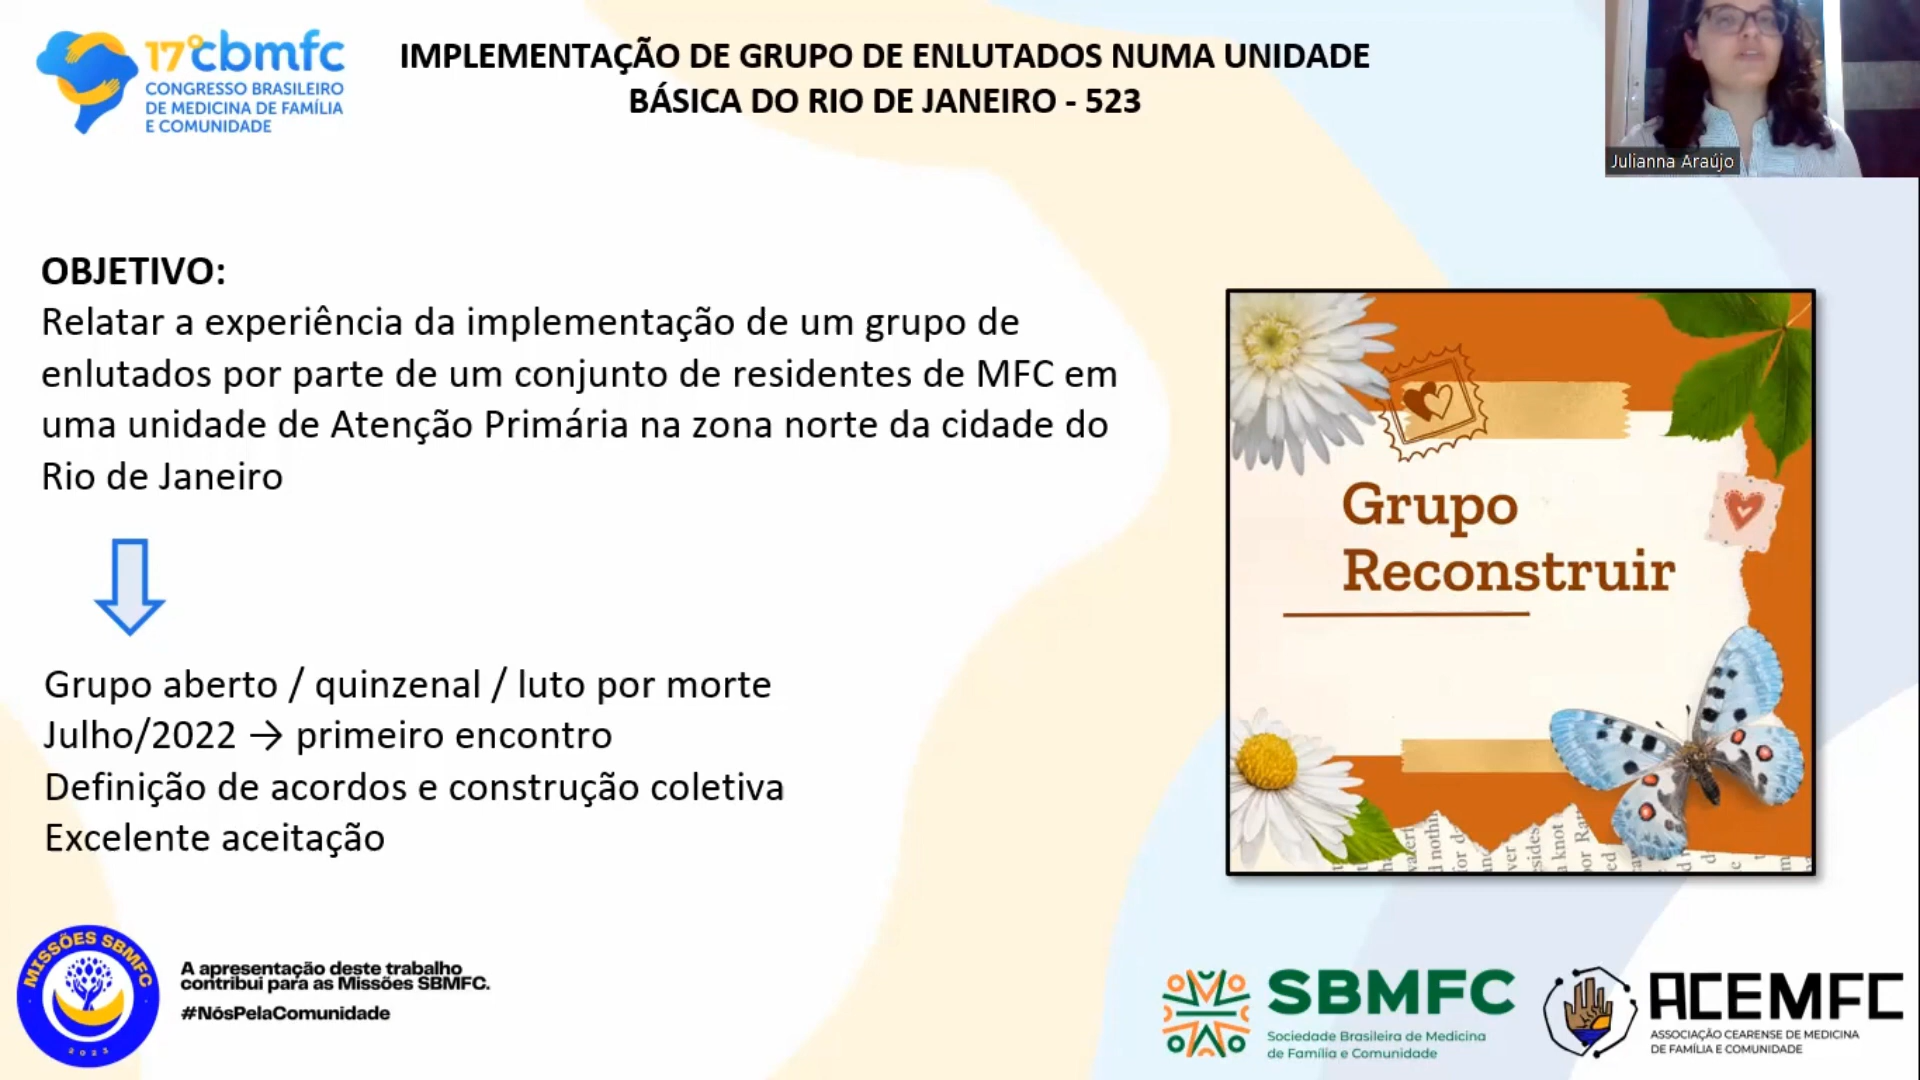 17º cbmfc
CONGRESSO BRASILEIRO
DE MEDICINA DE FAMÍLIA
E COMUNIDADE
IMPLEMENTAÇÃO DE GRUPO DE ENLUTADOS NUMA UNIDADE
BÁSICA DO RIO DE JANEIRO - 523
Julianna Araújo
OBJETIVO:
Relatar a experiência da implementação de um grupo de
enlutados por parte de um conjunto de residentes de MFC em
uma unidade de Atenção Primária na zona norte da cidade do
Rio de Janeiro
Grupo aberto / quinzenal / luto por morte
Julho/2022 → primeiro encontro
Definição de acordos e construção coletiva
Excelente aceitação
Grupo
Reconstruir
MISSÕES SBMFC
2023
A apresentação deste trabalho
contribui para as Missões SBMFC.
#NósPelaComunidade
SBMFC
Sociedade Brasileira de Medicina
de Família e Comunidade
ACEMFC
ASSOCIAÇÃO CEARENSE DE MEDICINA
DE FAMÍLIA E COMUNIDADE